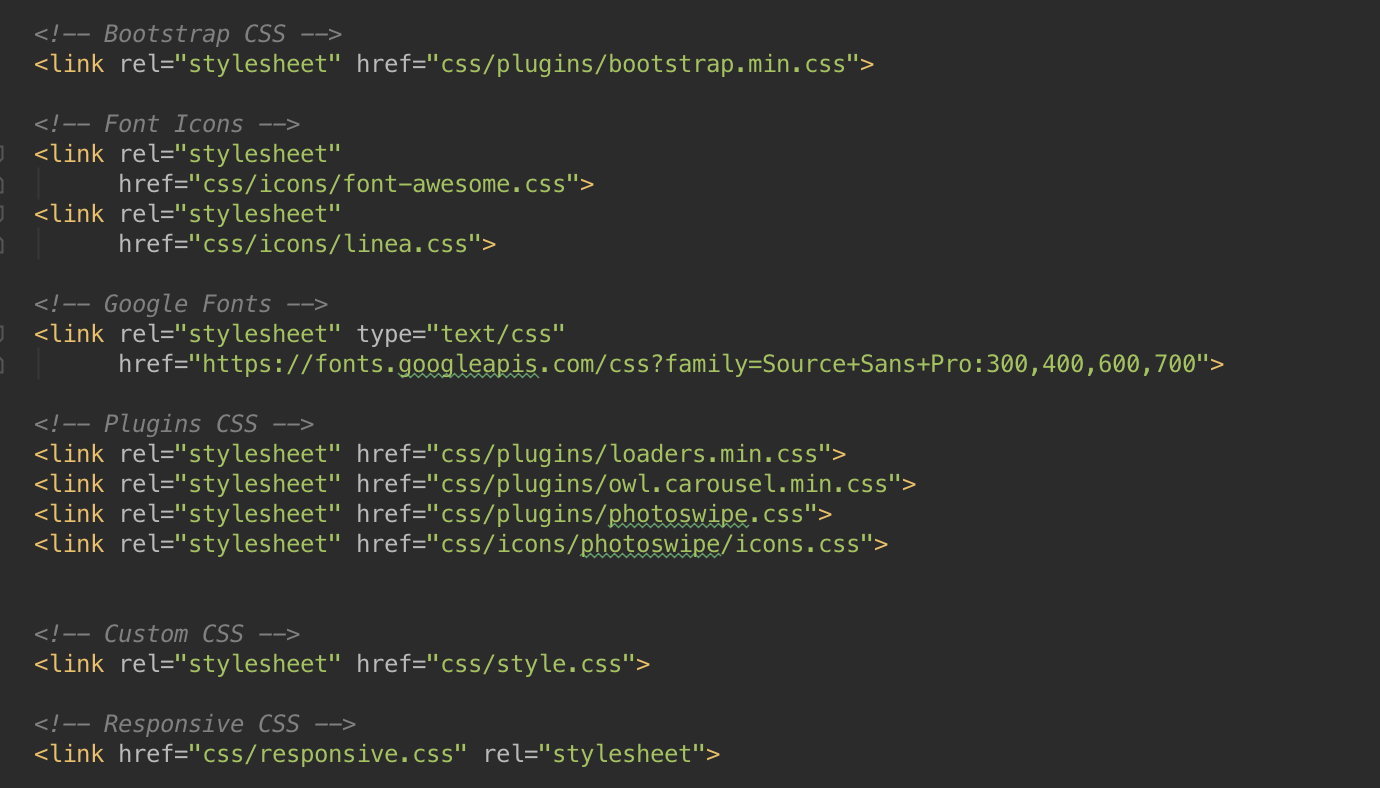 <!-- Bootstrap CSS -->
<link rel="stylesheet" href="css/plugins/bootstrap.min.css">
<!-- Font Icons -->
<link rel="stylesheet"
href="css/icons/font-awesome.css">
<link rel="stylesheet"
href="css/icons/linea.css">
<!-- Google Fonts -->
<link rel="stylesheet" type="text/css"
href="https://fonts.googleapis.com/css?family=Source+Sans+Pro:300,400,600,700">
<!-- Plugins CSS -->
<link rel="stylesheet" href="css/plugins/loaders.min.css">
<link rel="stylesheet" href="css/plugins/owl.carousel.min.css">
<link rel="stylesheet" href="css/plugins/photoswipe.css">
<link rel="stylesheet" href="css/icons/photoswipe/icons.css">
<!-- Custom CSS -->
<link rel="stylesheet" href="css/style.css">
<!-- Responsive CSS -->
<link href="css/responsive.css" rel="stylesheet">